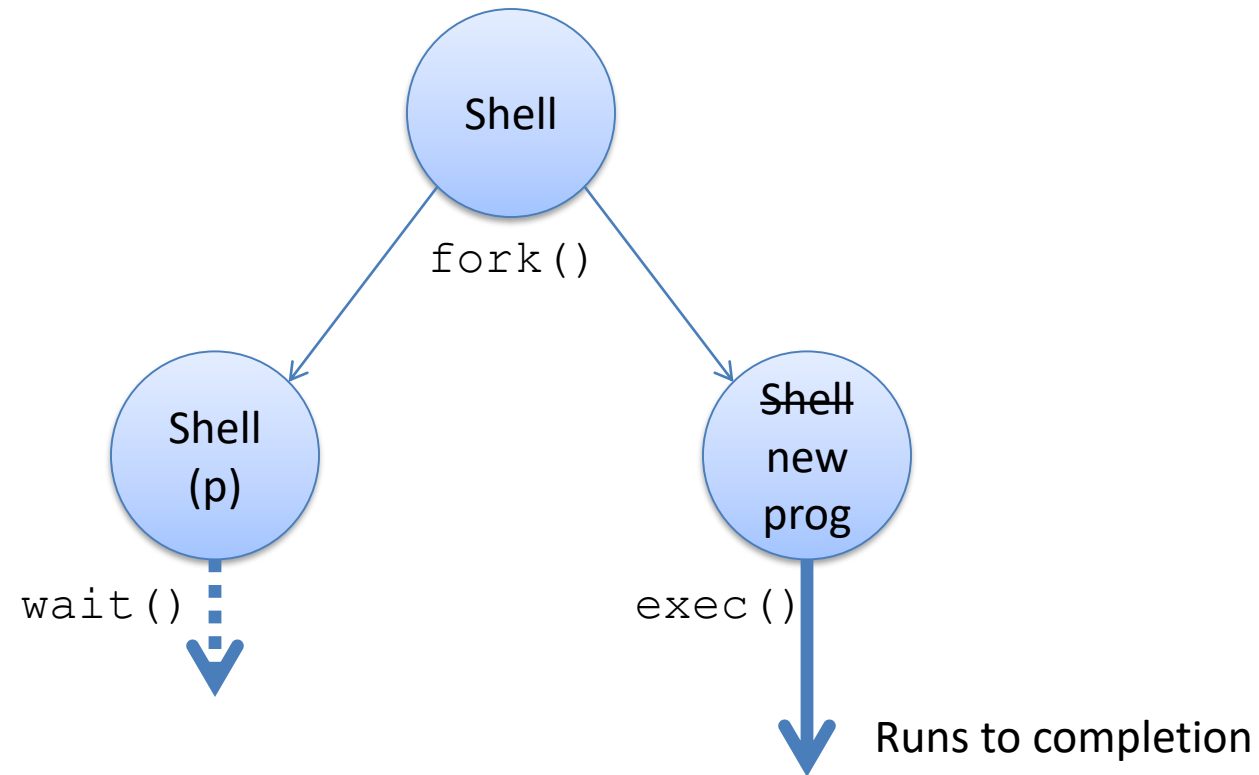 Shell
fork()
Shell
(p)
Shell
new
prog
wait()
exec()
Runs to completion